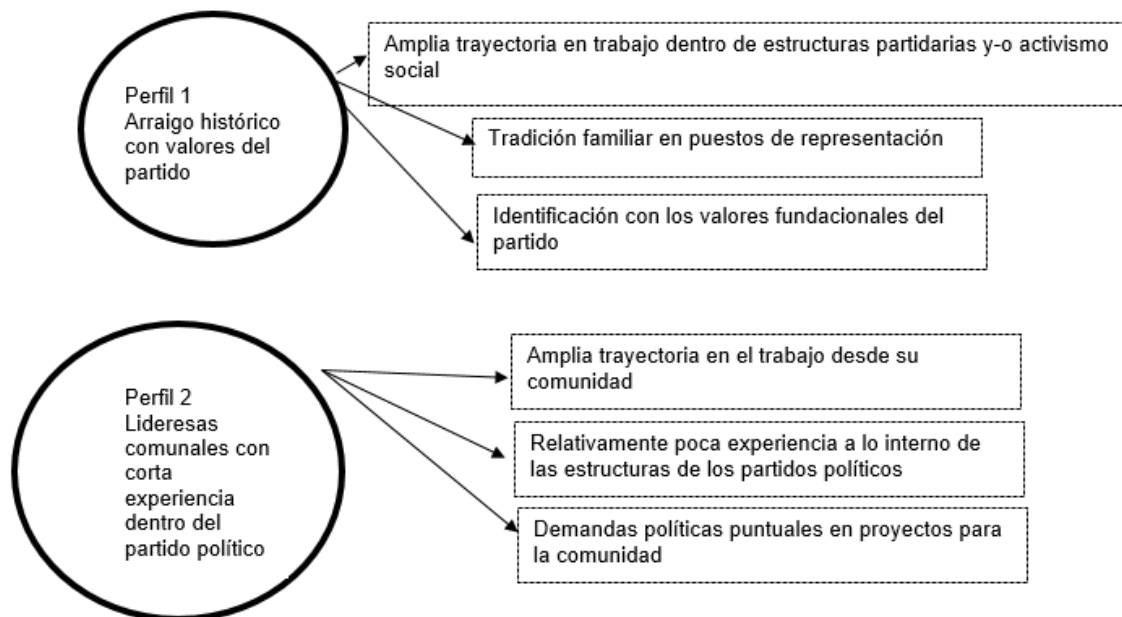 Perfil 1
Arraigo histórico
con valores del
partido
Amplia trayectoria en trabajo dentro de estructuras partidarias y-o activismo
social
Tradición familiar en puestos de representación
Identificación con los valores fundacionales del
partido
Perfil 2
Lideresas
comunales con
corta
experiencia
dentro del
partido político
Amplia trayectoria en el trabajo desde su
comunidad
Relativamente poca experiencia a lo interno de
las estructuras de los partidos políticos
Demandas políticas puntuales en proyectos para
la comunidad